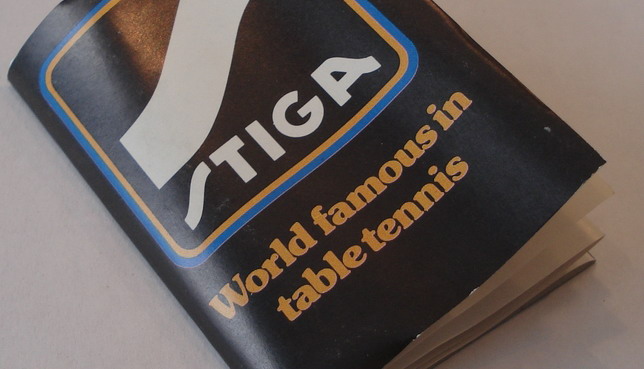 STIGA
World famous in
table tennis